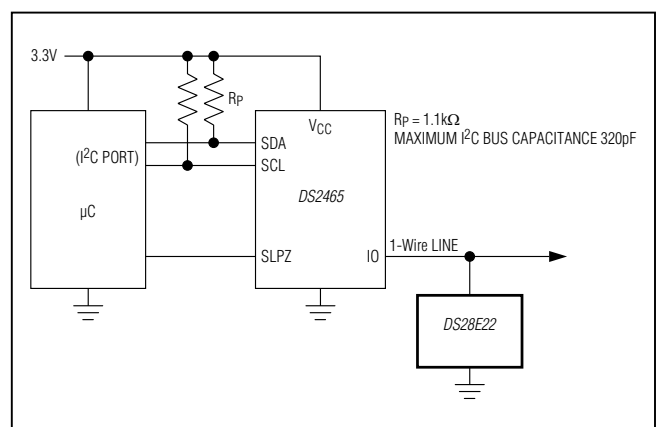 3.3V
RP
VCC
RP = 1.1kΩ
MAXIMUM I2C BUS CAPACITANCE 320pF
(I2C PORT)
SDA
SCL
DS2465
µC
SLPZ
IO
1-Wire LINE
DS28E22